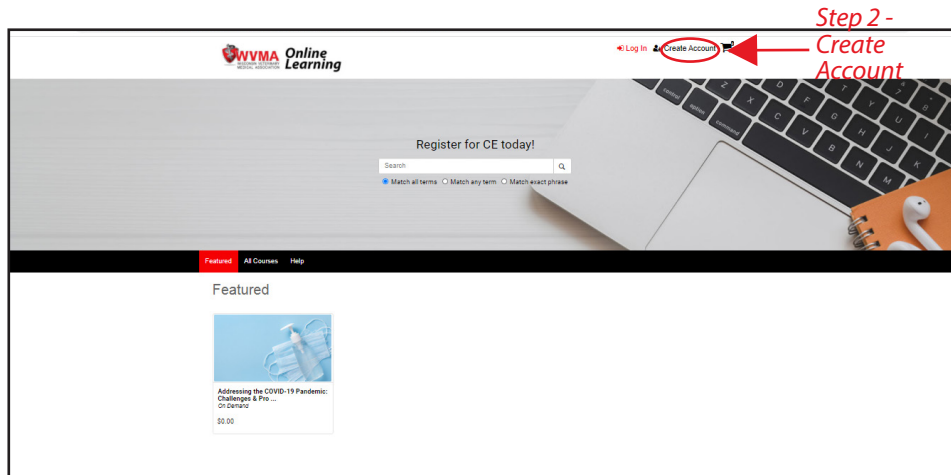 Step 2 -
Create
Account
WVMA Online
WISCONSIN VETERINARY
MEDICAL ASSOCIATION
Learning
Log In Create Account
Register for CE today!
Search
Match all terms Match any term Match exact phrase
control option command
Z X C V B N M
D F G H J K
T Y U I
7 8
Featured All Courses Help
Featured
Addressing the COVID-19 Pandemic:
Challenges & Pro ...
On Demand
$0.00